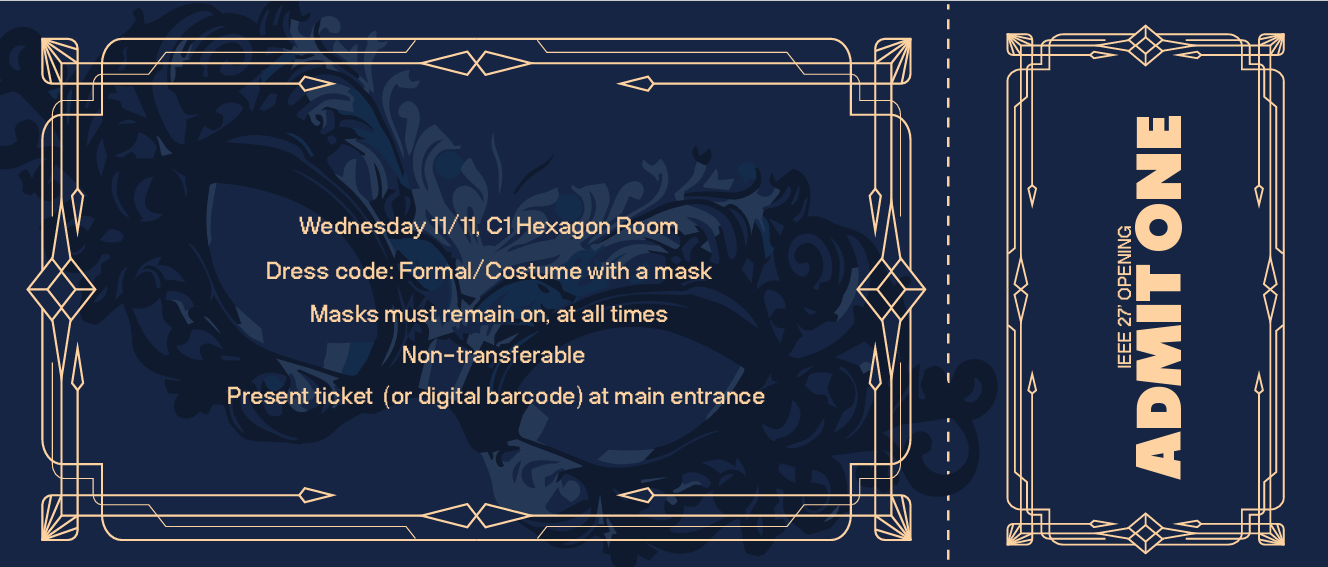 Wednesday 11/11, C1 Hexagon Room
Dress code: Formal/Costume with a mask
Masks must remain on, at all times
Non-transferable
Present ticket (or digital barcode) at main entrance
IEEE 27' OPENING
ADMIT ONE